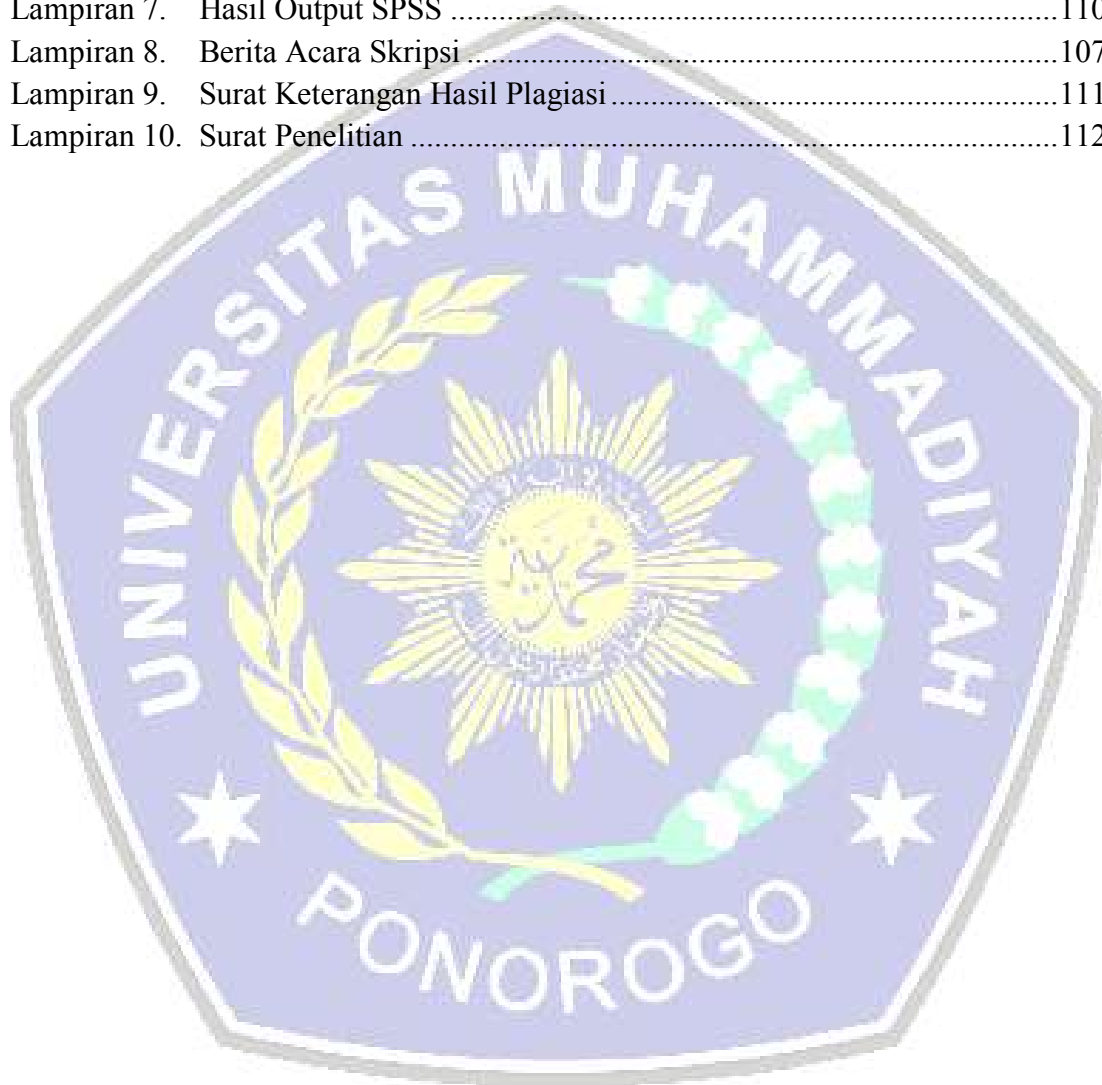 Lampiran 7. Hasil Output SPSS ........................................................................110
Lampiran 8. Berita Acara Skripsi ........................................................................107
Lampiran 9. Surat Keterangan Hasil Plagiasi ........................................................................111
Lampiran 10. Surat Penelitian ........................................................................112
UNIVERSITAS MUHAMMADIYAH
PONOROGO